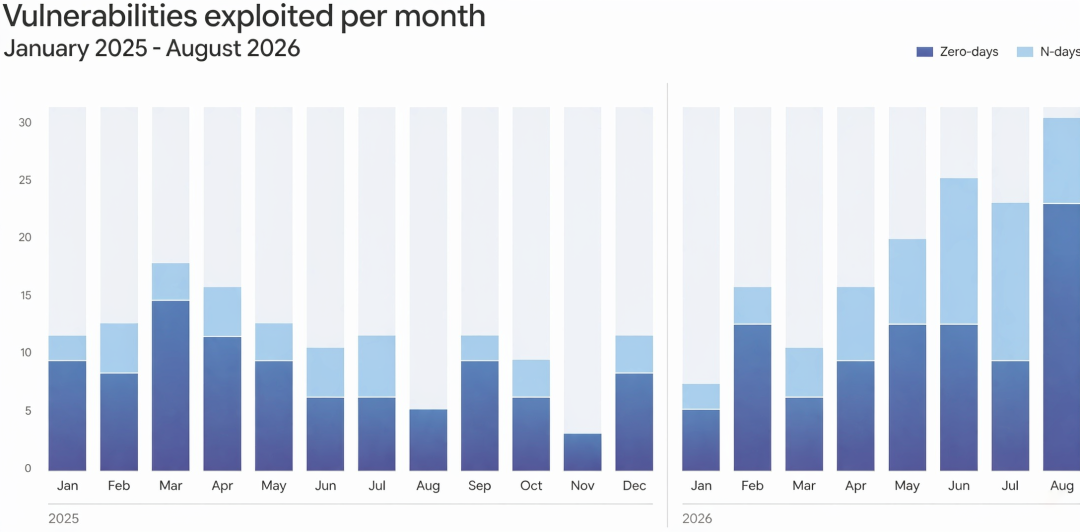 Vulnerabilities exploited per month
January 2025 - August 2026
Zero-days N-days
30
25
20
15
10
5
0
Jan Feb Mar Apr May Jun Jul Aug Sep Oct Nov Dec Jan Feb Mar Apr May Jun Jul Aug
2025 2026